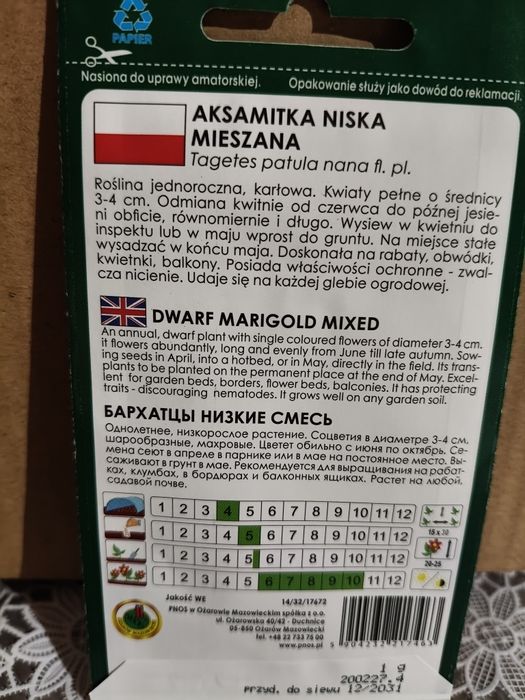 PAPIER
Nasiona do uprawy amatorskiej.
Opakowanie służy jako dowód do reklamacji.
AKSAMITKA NISKA
MIESZANA
Tagetes patula nana fl. pl.
Roślina jednoroczna, karłowa. Kwiaty pełne o średnicy
3-4 cm. Odmiana kwitnie od czerwca do późnej jesie-
ni obficie, równomiernie i długo. Wysiew w kwietniu do
inspektu lub w maju wprost do gruntu. Na miejsce stałe
wysadzać w końcu maja. Doskonała na rabaty, obwódki,
kwietniki, balkony. Posiada właściwości ochronne - zwal-
cza nicienie. Udaje się na każdej glebie ogrodowej.
DWARF MARIGOLD MIXED
An annual, dwarf plant with single coloured flowers of diameter 3-4 cm.
it flowers abundantly, long and evenly from June till late autumn. Sow-
ing seeds in April, into a hotbed, or in May, directly in the field. Its trans-
plants to be planted on the permanent place at the end of May. Excel-
lent for garden beds, borders, flower beds, balconies. It has protecting
traits - discouraging nematodes. It grows well on any garden soil.
БАРХАТЦЫ НИЗКИЕ СМЕСЬ
Однолетнее, низкорослое растение. Соцветия в диаметре 3-4 см.
шарообразные, махровые. Цветет обильно с июня по октябрь. Се-
мена сеют в апреле в парнике или в мае на постоянное место. Вы-
саживают в грунт в мае. Рекомендуется для выращивания на рабат-
ках, клумбах, в бордюрах и балконных ящиках. Растет на любой,
садовой почве.
1 2 3 4 5 6 7 8 9 10 11 12
1 2 3 4 5 6 7 8 9 10 11 12
15 x 30
1 2 3 4 5 6 7 8 9 10 11 12
20-25
1 2 3 4 5 6 7 8 9 10 11 12
Jakość WE
14/32/17672
PNOS w Ożarowie Mazowieckim spółka z o.o.
ul. Ożarowska 40/42 - Duchnice
05-850 Ożarów Mazowiecki
tel. +48 22 733 75 00
www.pnos.pl
5 904232 217463
1 g
200227.4
Przyd. do siewu 12/2031